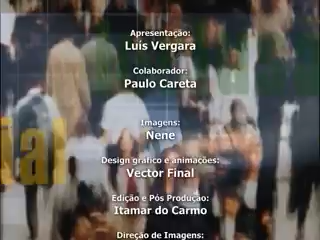 Apresentação:
Luís Vergara
Colaborador:
Paulo Careta
Imagens:
Nene
Design gráfico e animações:
Vector Final
Edição e Pós Produção:
Itamar do Carmo
Direção de Imagens:
ial